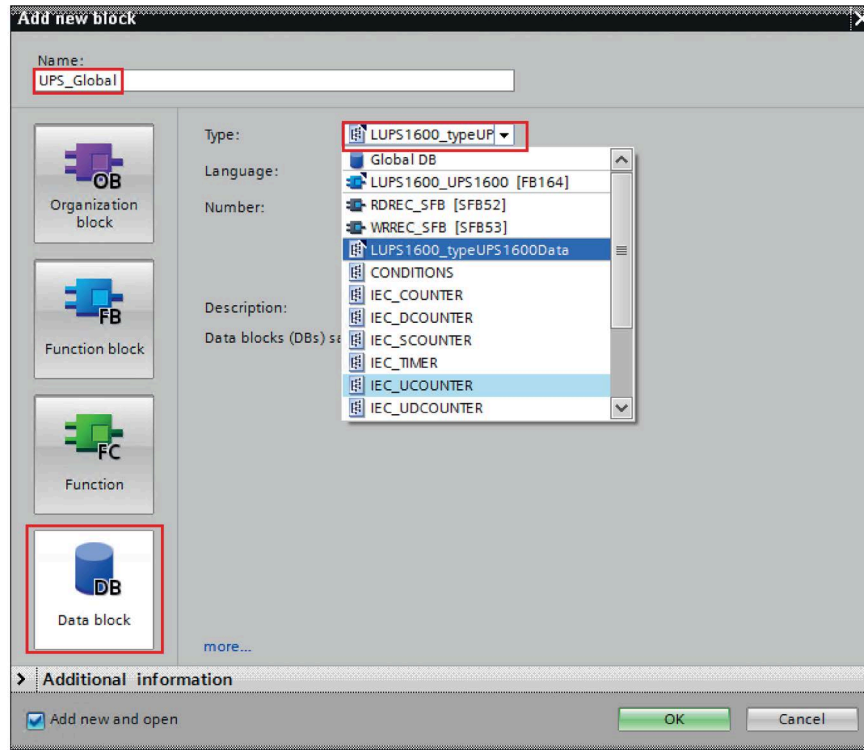 Add new block
Name:
UPS_Global
OB
Organization
block
FB
Function block
FC
Function
DB
Data block
Type:
LUPS1600_typeUP
Language:
Number:
Description:
Data blocks (DBs) sa
Global DB
LUPS1600_UPS1600 [FB164]
RDREC_SFB [SFB52]
WRREC_SFB [SFB53]
LUPS1600_typeUPS1600Data
CONDITIONS
IEC_COUNTER
IEC_DCOUNTER
IEC_SCOUNTER
IEC_TIMER
IEC_UCOUNTER
IEC_UDCOUNTER
more...
Additional information
Add new and open
OK
Cancel